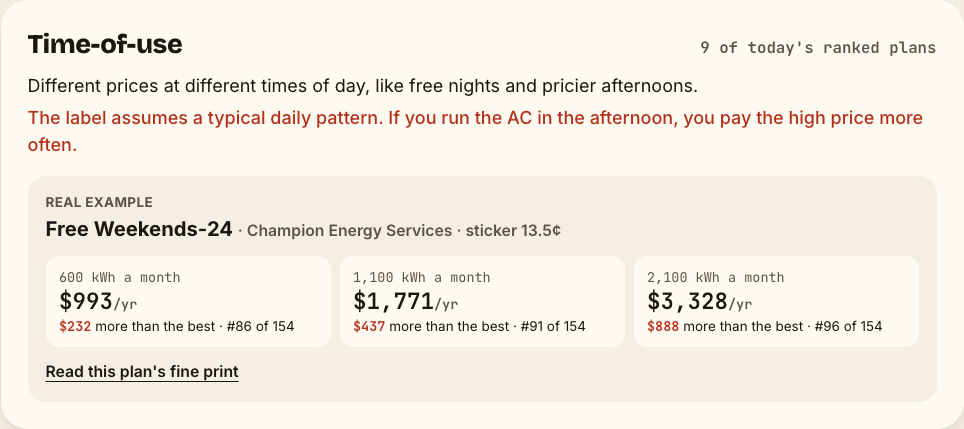 Time-of-use
9 of today's ranked plans
Different prices at different times of day, like free nights and pricier afternoons.
The label assumes a typical daily pattern. If you run the AC in the afternoon, you pay the high price more
often.
REAL EXAMPLE
Free Weekends-24 · Champion Energy Services · sticker 13.5¢
600 kWh a month
$993/yr
$232 more than the best · #86 of 154
1,100 kWh a month
$1,771/yr
$437 more than the best · #91 of 154
2,100 kWh a month
$3,328/yr
$888 more than the best · #96 of 154
Read this plan's fine print